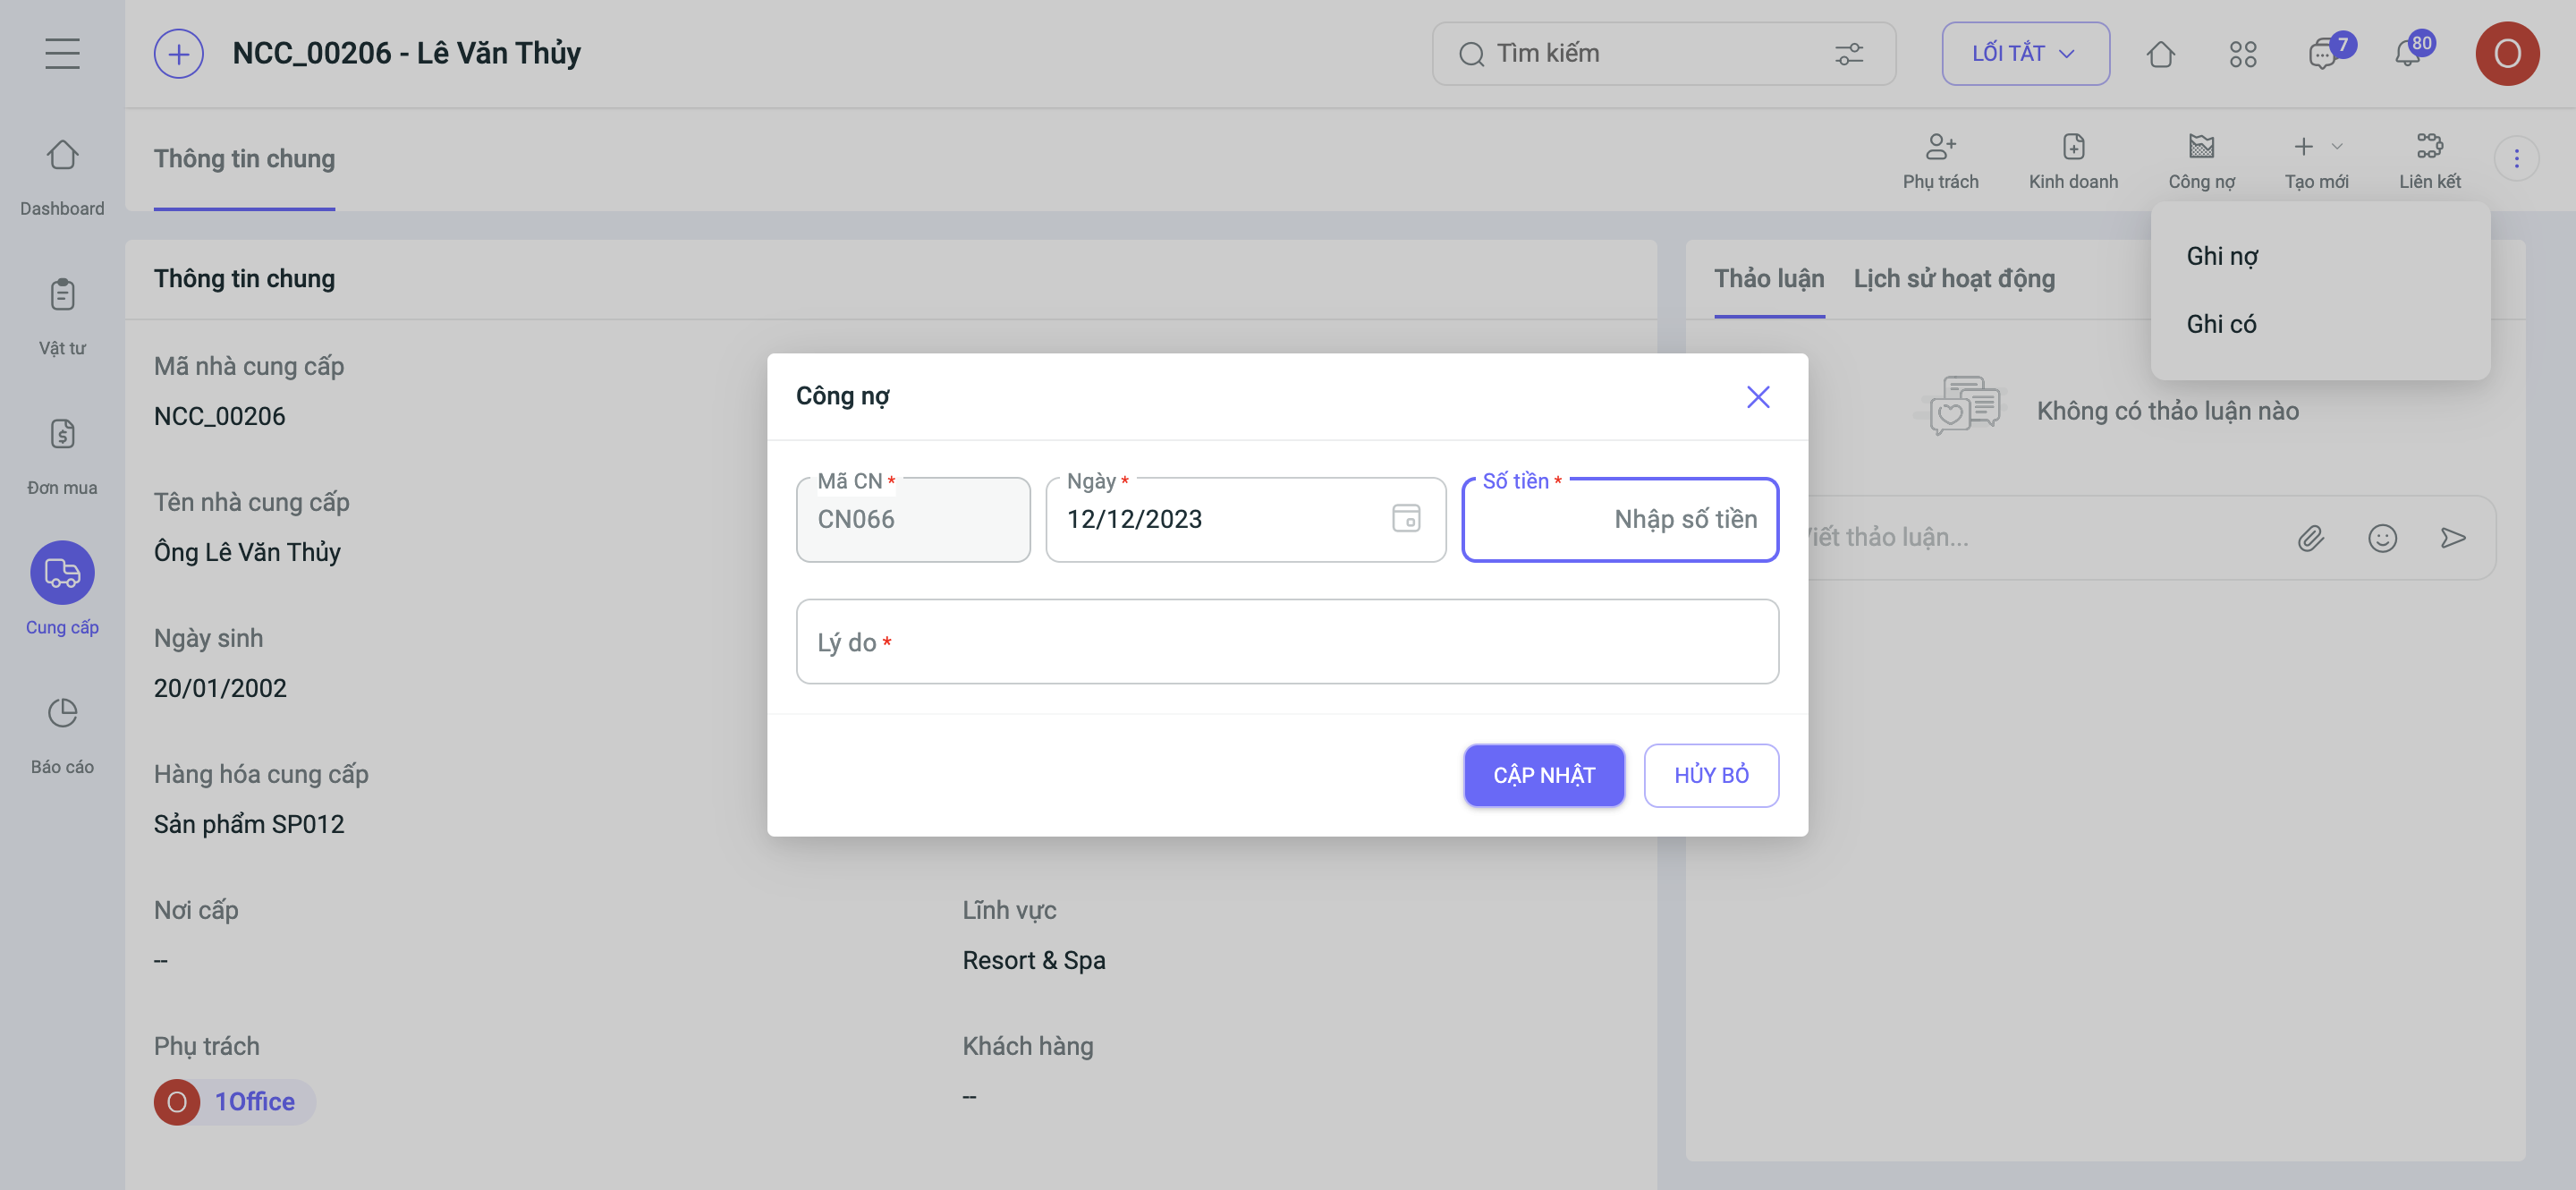 NCC_00206 - Lê Văn Thủy
Tìm kiếm
LỐI TẮT
7
80
O
Dashboard
Vật tư
Đơn mua
Cung cấp
Báo cáo
Thông tin chung
Phụ trách
Kinh doanh
Công nợ
Tạo mới
Liên kết
Ghi nợ
Ghi có
Thông tin chung
Mã nhà cung cấp
NCC_00206
Tên nhà cung cấp
Ông Lê Văn Thủy
Ngày sinh
20/01/2002
Hàng hóa cung cấp
Sản phẩm SP012
Nơi cấp
--
Lĩnh vực
Resort & Spa
Phụ trách
O 1Office
Khách hàng
--
Thảo luận
Lịch sử hoạt động
Không có thảo luận nào
iết thảo luận...
Công nợ
Mã CN *
CN066
Ngày *
12/12/2023
Số tiền *
Nhập số tiền
Lý do *
CẬP NHẬT
HỦY BỎ